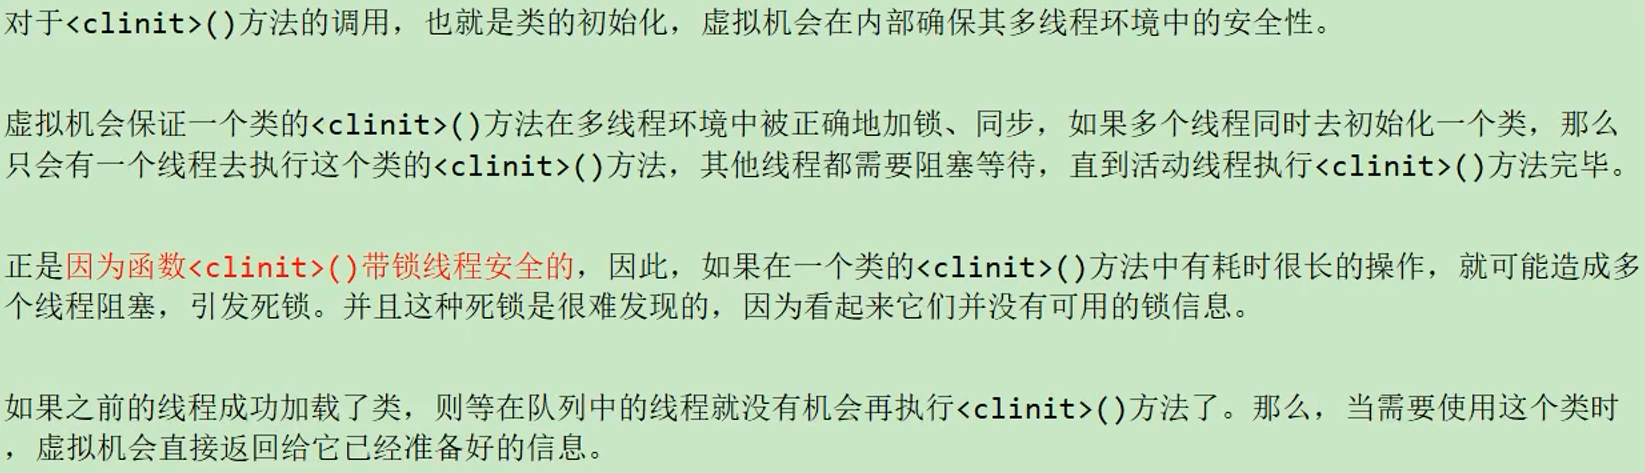 对于<clinit>()方法的调用，也就是类的初始化，虚拟机会在内部确保其多线程环境中的安全性。
虚拟机会保证一个类的<clinit>()方法在多线程环境中被正确地加锁、同步，如果多个线程同时去初始化一个类，那么
只会有一个线程去执行这个类的<clinit>()方法，其他线程都需要阻塞等待，直到活动线程执行<clinit>()方法完毕。
正是因为函数<clinit>()带锁线程安全的，因此，如果在一个类的<clinit>()方法中有耗时很长的操作，就可能造成多
个线程阻塞，引发死锁。并且这种死锁是很难发现的，因为看起来它们并没有可用的锁信息。
如果之前的线程成功加载了类，则等在队列中的线程就没有机会再执行<clinit>()方法了。那么，当需要使用这个类时
，虚拟机会直接返回给它已经准备好的信息。